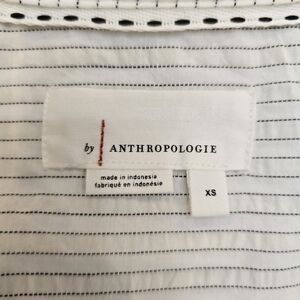 by ANTHROPOLOGIE
made in indonesia
fabriqué en indonésie
XS